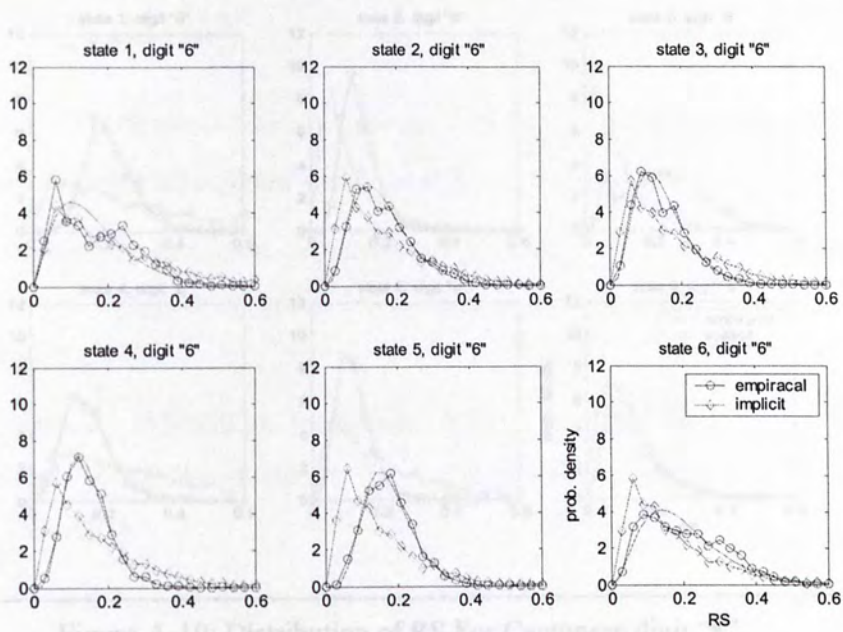 state 1, digit "6"
state 2, digit "6"
state 3, digit "6"
12 12 12
10 10 10
8 8 8
6 6 6
4 4 4
2 2 2
0 0 0
0 0.2 0.4 0.6 0 0.2 0.4 0.6 0 0.2 0.4 0.6
state 4, digit "6"
state 5, digit "6"
state 6, digit "6"
12 12 12
10 10 10
8 8 8
6 6 6
4 4 4
2 2 2
0 0 0
0 0.2 0.4 0.6 0 0.2 0.4 0.6 0 0.2 0.4 0.6
empiracal
implicit
prob. density
RS